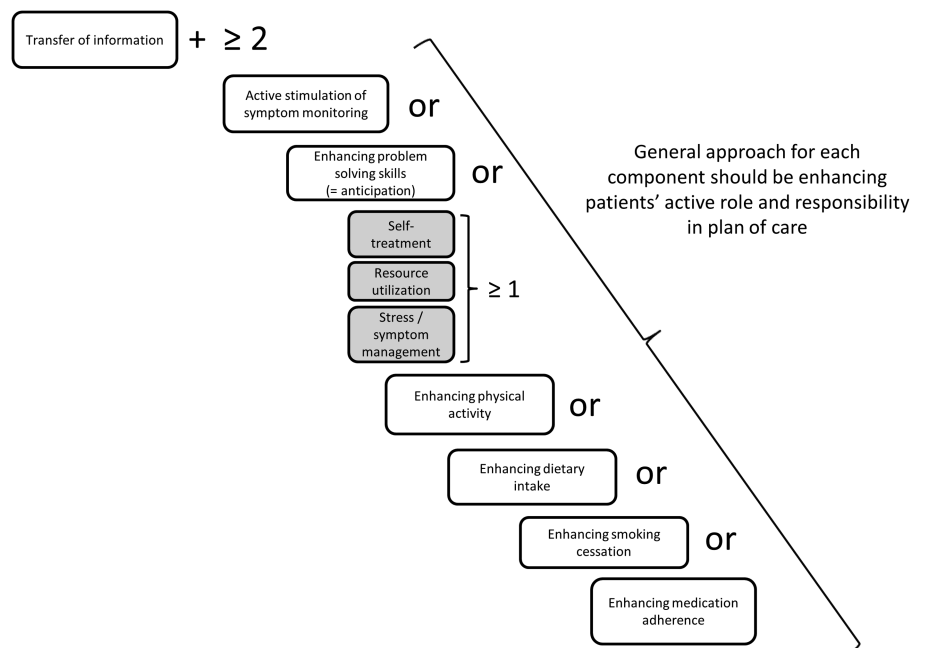 Transfer of information + ≥ 2
Active stimulation of
symptom monitoring
or
Enhancing problem
solving skills
(= anticipation)
or
Self-
treatment
Resource
utilization
Stress /
symptom
management
≥ 1
Enhancing physical
activity
or
Enhancing dietary
intake
or
Enhancing smoking
cessation
or
Enhancing medication
adherence
General approach for each
component should be enhancing
patients’ active role and responsibility
in plan of care